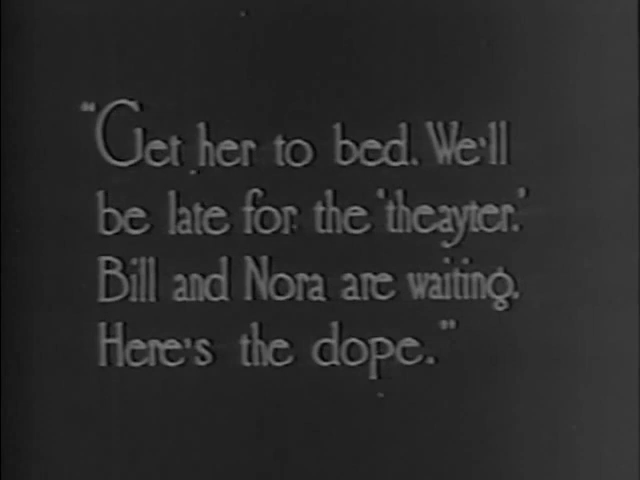 "Get her to bed. We'll
be late for the 'theayter.'
Bill and Nora are waiting.
Here's the dope."